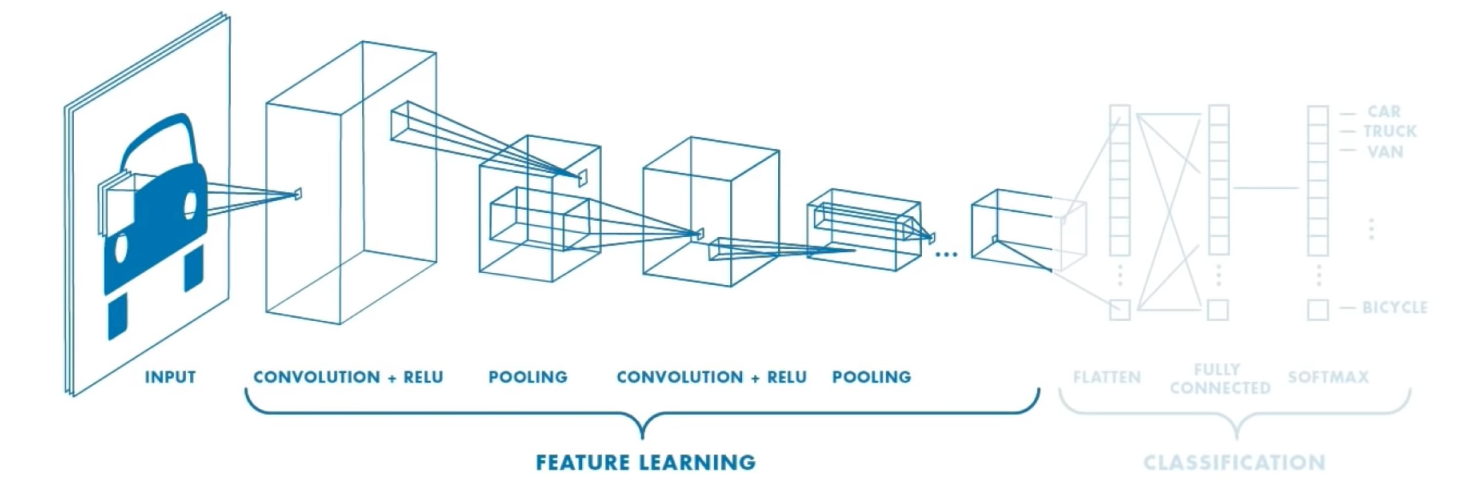 CAR
TRUCK
VAN
BICYCLE
INPUT
CONVOLUTION + RELU
POOLING
CONVOLUTION + RELU
POOLING
FLATTEN
FULLY
CONNECTED
SOFTMAX
FEATURE LEARNING
CLASSIFICATION